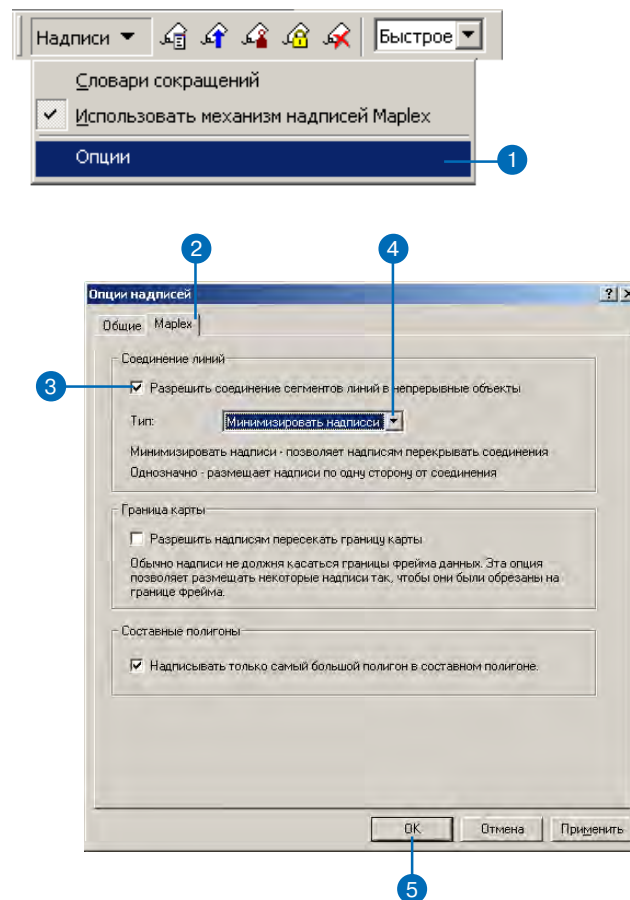 Надписи Быстрое
Словари сокращений
Использовать механизм надписей Maplex
Опции
1
2 4
Опции надписей
Общие Maplex
Соединение линий
3 Разрешить соединение сегментов линий в непрерывные объекты
Тип: Минимизировать надписси
Минимизировать надписи - позволяет надписям перекрывать соединения
Однозначно - размещает надписи по одну сторону от соединения
Граница карты
Разрешить надписям пересекать границу карты
Обычно надписи не должня касаться границы фрейма данных. Эта опция
позволяет размещать некоторые надписи так, чтобы они были обрезаны на
границе фрейма.
Составные полигоны
Надписывать только самый большой полигон в составном полигоне.
OK Отмена Применить
5